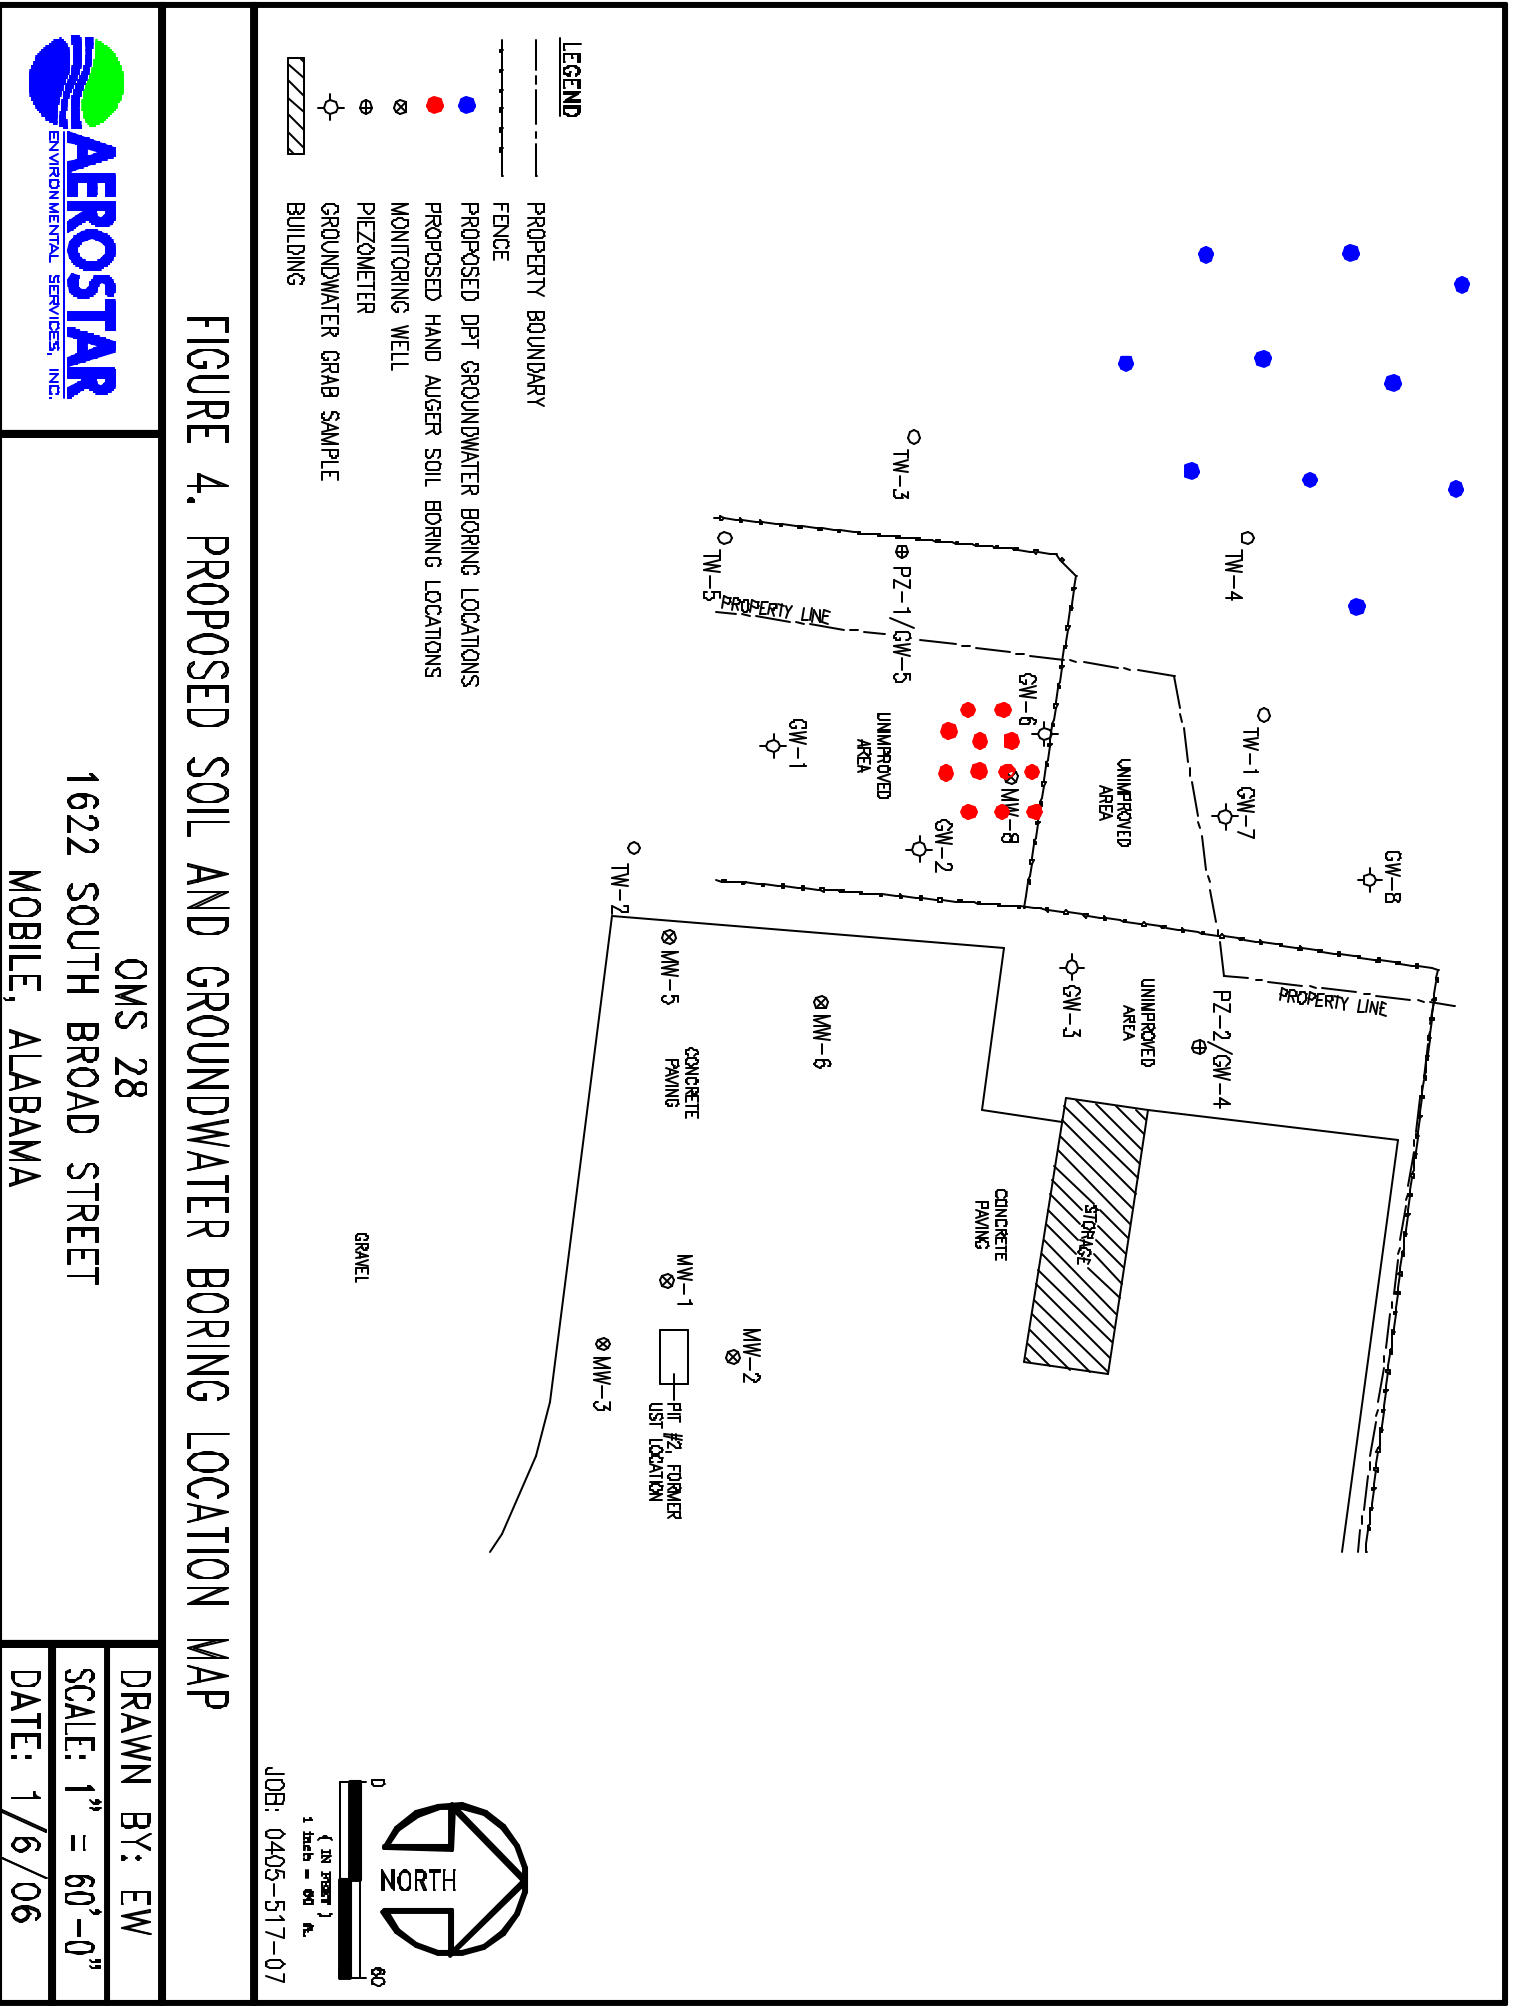 LEGEND
PROPERTY BOUNDARY
FENCE
PROPOSED DPT GROUNDWATER BORING LOCATIONS
PROPOSED HAND AUGER SOIL BORING LOCATIONS
MONITORING WELL
PIEZOMETER
GROUNDWATER GRAB SAMPLE
BUILDING
TW-3
TW-4
TW-5
PROPERTY LINE
PZ-1/GW-5
GW-6
TW-1
GW-7
GW-8
GW-1
UNIMPROVED
AREA
UNIMPROVED
AREA
MW-8
GW-2
TW-2
MW-5
MW-6
GW-3
UNIMPROVED
AREA
PZ-2/GW-4
PROPERTY LINE
CONCRETE
PAVING
CONCRETE
PAVING
STORAGE
GRAVEL
MW-1
MW-2
MW-3
PIT #2, FORMER
UST LOCATION
NORTH
0
60
( IN FEET )
1 inch = 60 ft.
JOB: 0405-517-07
FIGURE 4. PROPOSED SOIL AND GROUNDWATER BORING LOCATION MAP
AEROSTAR
ENVIRONMENTAL SERVICES, INC.
OMS 28
1622 SOUTH BROAD STREET
MOBILE, ALABAMA
DRAWN BY: EW
SCALE: 1" = 60'-0"
DATE: 1/6/06